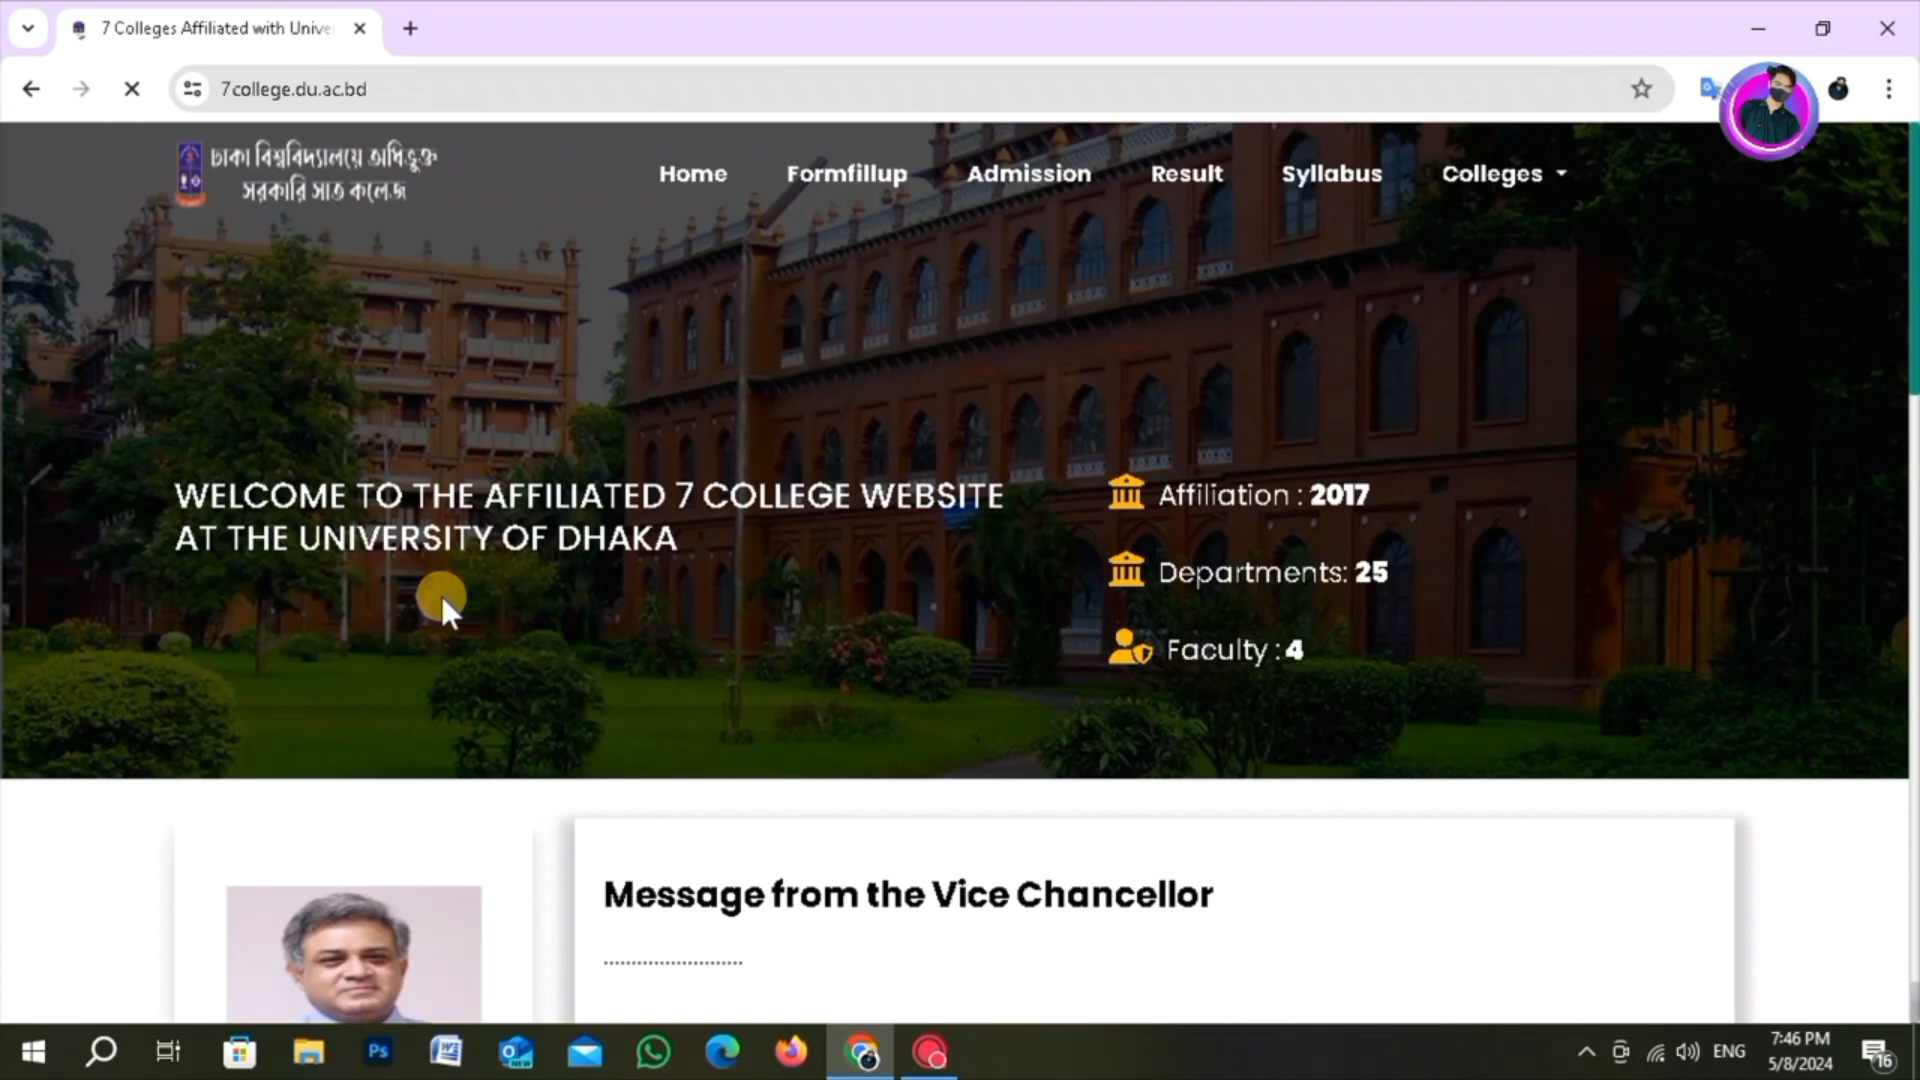 7 Colleges Affiliated with Unive
7college.du.ac.bd
ঢাকা বিশ্ববিদ্যালয়ে অধিভুক্ত
সরকারি সাত কলেজ
Home Formfillup Admission Result Syllabus Colleges
WELCOME TO THE AFFILIATED 7 COLLEGE WEBSITE
AT THE UNIVERSITY OF DHAKA
Affiliation : 2017
Departments: 25
Faculty : 4
Message from the Vice Chancellor
.........................
Ps
NEW
ENG
7:46 PM
5/8/2024
16